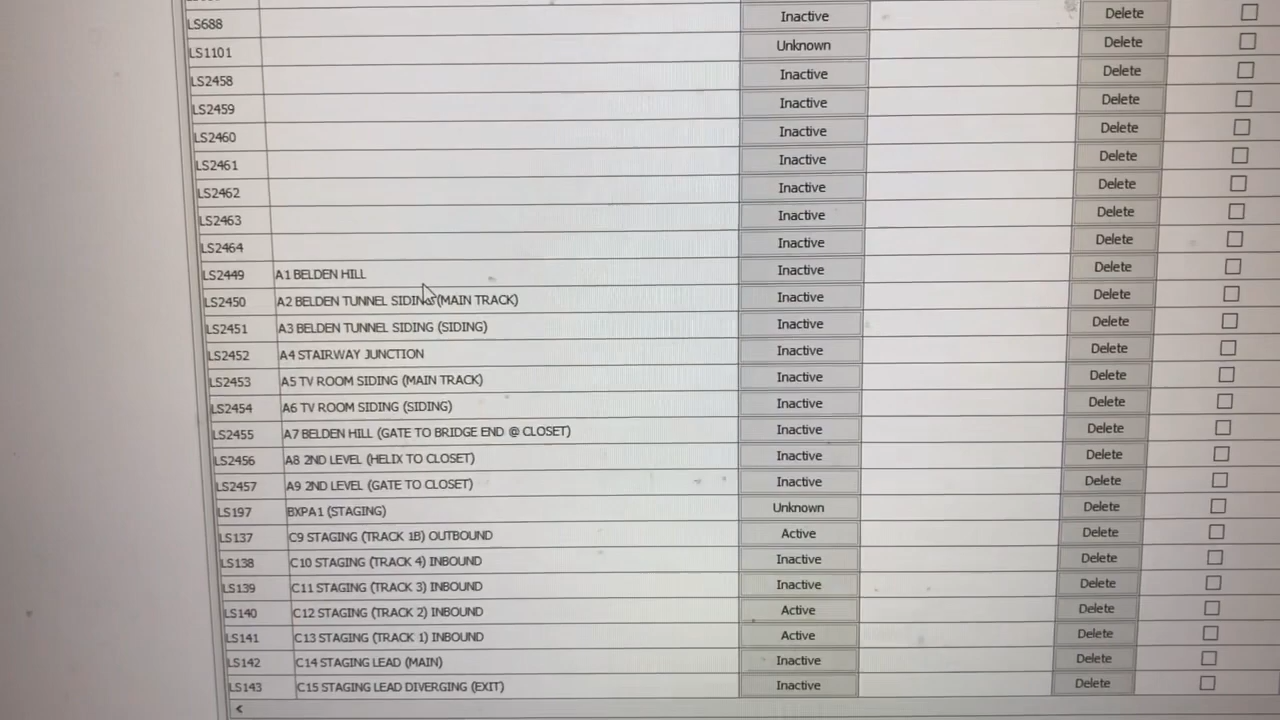 LS688 Inactive Delete
LS1101 Unknown Delete
LS2458 Inactive Delete
LS2459 Inactive Delete
LS2460 Inactive Delete
LS2461 Inactive Delete
LS2462 Inactive Delete
LS2463 Inactive Delete
LS2464 Inactive Delete
LS2449 A1 BELDEN HILL Inactive Delete
LS2450 A2 BELDEN TUNNEL SIDING (MAIN TRACK) Inactive Delete
LS2451 A3 BELDEN TUNNEL SIDING (SIDING) Inactive Delete
LS2452 A4 STAIRWAY JUNCTION Inactive Delete
LS2453 A5 TV ROOM SIDING (MAIN TRACK) Inactive Delete
LS2454 A6 TV ROOM SIDING (SIDING) Inactive Delete
LS2455 A7 BELDEN HILL (GATE TO BRIDGE END @ CLOSET) Inactive Delete
LS2456 A8 2ND LEVEL (HELIX TO CLOSET) Inactive Delete
LS2457 A9 2ND LEVEL (GATE TO CLOSET) Inactive Delete
LS197 BXPA1 (STAGING) Unknown Delete
LS137 C9 STAGING (TRACK 1B) OUTBOUND Active Delete
LS138 C10 STAGING (TRACK 4) INBOUND Inactive Delete
LS139 C11 STAGING (TRACK 3) INBOUND Inactive Delete
LS140 C12 STAGING (TRACK 2) INBOUND Active Delete
LS141 C13 STAGING (TRACK 1) INBOUND Active Delete
LS142 C14 STAGING LEAD (MAIN) Inactive Delete
LS143 C15 STAGING LEAD DIVERGING (EXIT) Inactive Delete